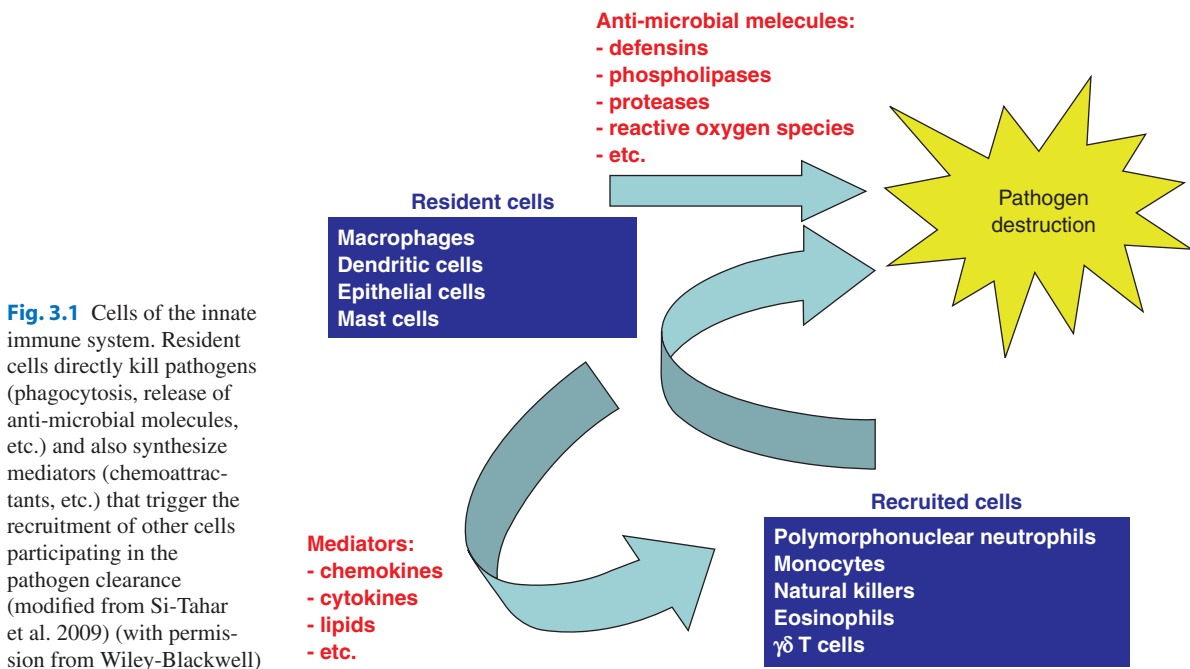 Anti-microbial melecules:
- defensins
- phospholipases
- proteases
- reactive oxygen species
- etc.
Pathogen
destruction
Resident cells
Macrophages
Dendritic cells
Epithelial cells
Mast cells
Fig. 3.1 Cells of the innate
immune system. Resident
cells directly kill pathogens
(phagocytosis, release of
anti-microbial molecules,
etc.) and also synthesize
mediators (chemoattrac-
tants, etc.) that trigger the
recruitment of other cells
participating in the
pathogen clearance
(modified from Si-Tahar
et al. 2009) (with permis-
sion from Wiley-Blackwell)
Mediators:
- chemokines
- cytokines
- lipids
- etc.
Recruited cells
Polymorphonuclear neutrophils
Monocytes
Natural killers
Eosinophils
γδ T cells